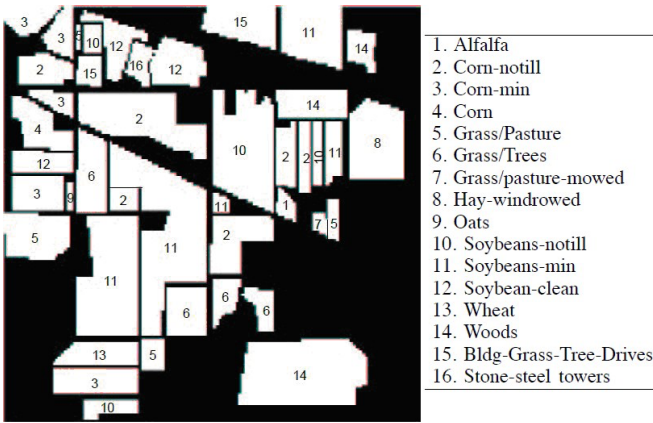 3
3
5
10
12
15
11
14
2
15
16
12
3
2
14
4
10
2
2
10
11
8
12
6
3
9
2
11
1
7
5
5
11
11
2
6
6
6
13
5
3
14
10
1. Alfalfa
2. Corn-notill
3. Corn-min
4. Corn
5. Grass/Pasture
6. Grass/Trees
7. Grass/pasture-mowed
8. Hay-windrowed
9. Oats
10. Soybeans-notill
11. Soybeans-min
12. Soybean-clean
13. Wheat
14. Woods
15. Bldg-Grass-Tree-Drives
16. Stone-steel towers